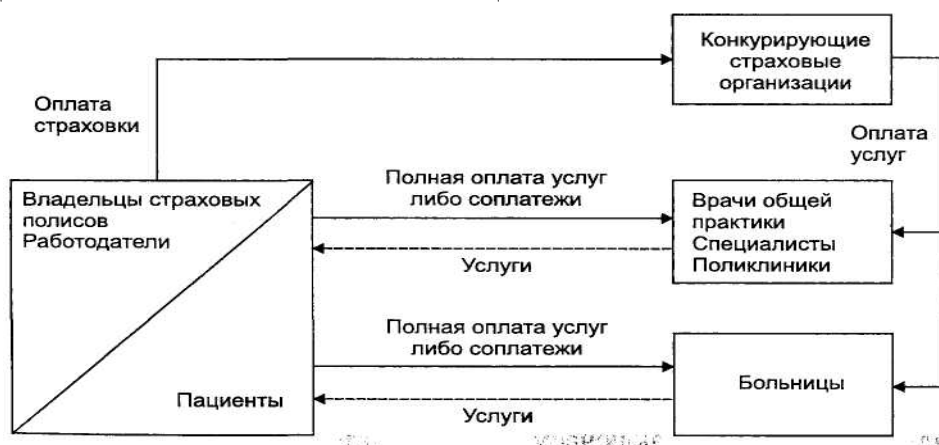 Конкурирующие
страховые
организации
Оплата
страховки
Оплата
услуг
Владельцы страховых
полисов
Работодатели
Пациенты
Полная оплата услуг
либо соплатежи
Услуги
Врачи общей
практики
Специалисты
Поликлиники
Полная оплата услуг
либо соплатежи
Услуги
Больницы